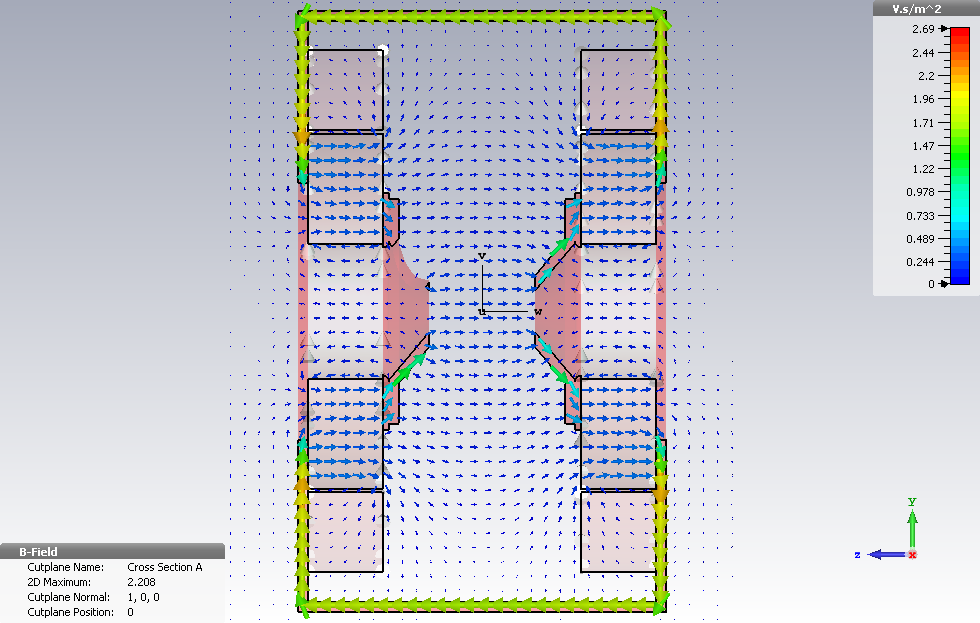 V.s/m^2
2.69
2.44
2.2
1.96
1.71
1.47
1.22
0.978
0.733
0.489
0.244
0
v
u
w
Y
z
x
B-Field
Cutplane Name: Cross Section A
2D Maximum: 2.208
Cutplane Normal: 1, 0, 0
Cutplane Position: 0